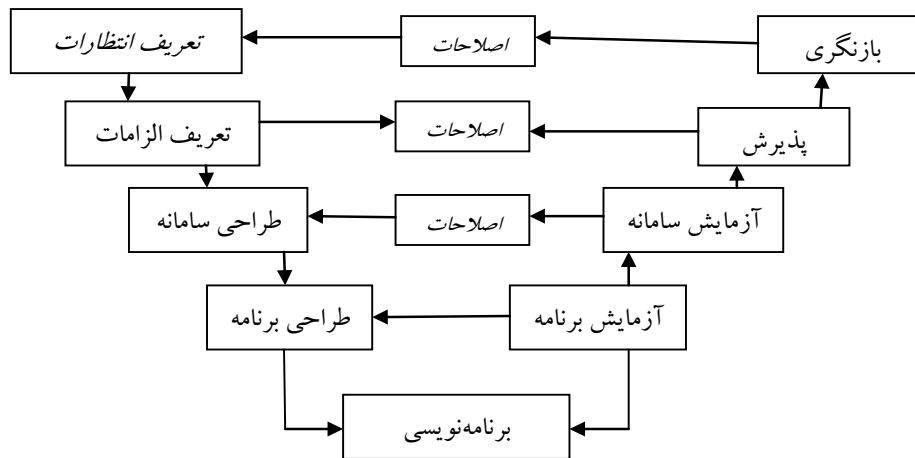 بازنگری
اصلاحات
تعریف انتظارات
پذیرش
اصلاحات
تعریف الزامات
آزمایش سامانه
اصلاحات
طراحی سامانه
آزمایش برنامه
طراحی برنامه
برنامه‌نویسی